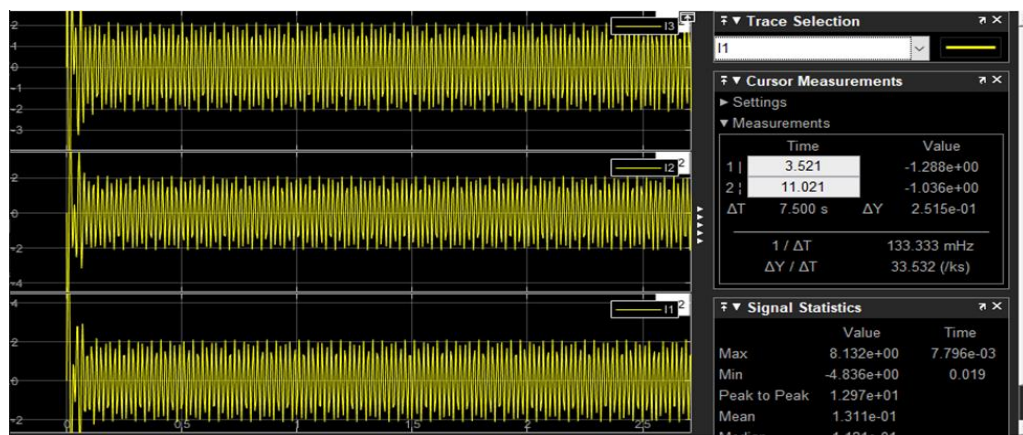 2
1
0
-1
-2
-3
I3
2
0
-2
-4
I2
2
4
2
0
-2
I1
2
0
0,5
1
1,5
2
2,5
Trace Selection
I1
Cursor Measurements
Settings
Measurements
Time Value
1 | 3.521 -1.288e+00
2 ¦ 11.021 -1.036e+00
ΔT 7.500 s ΔY 2.515e-01
1 / ΔT 133.333 mHz
ΔY / ΔT 33.532 (/ks)
Signal Statistics
Value Time
Max 8.132e+00 7.796e-03
Min -4.836e+00 0.019
Peak to Peak 1.297e+01
Mean 1.311e-01